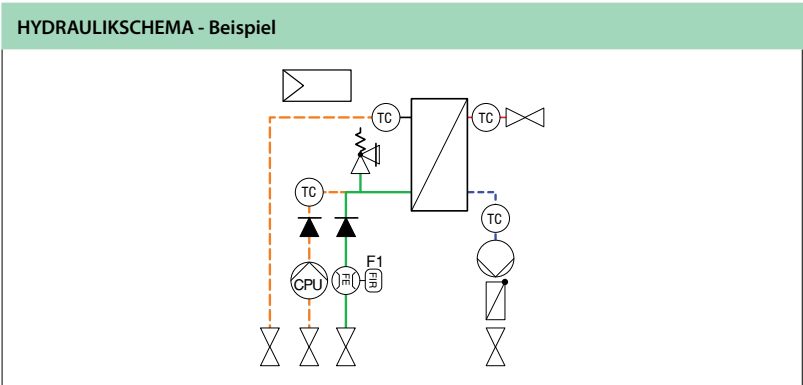 HYDRAULIKSCHEMA - Beispiel
TC
TC
TC
TC
F1
CPU
FE
FIR